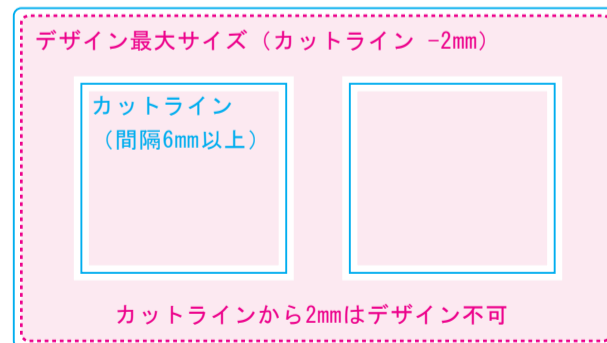 デザイン最大サイズ（カットライン -2mm）
カットライン
（間隔6mm以上）
カットラインから2mmはデザイン不可